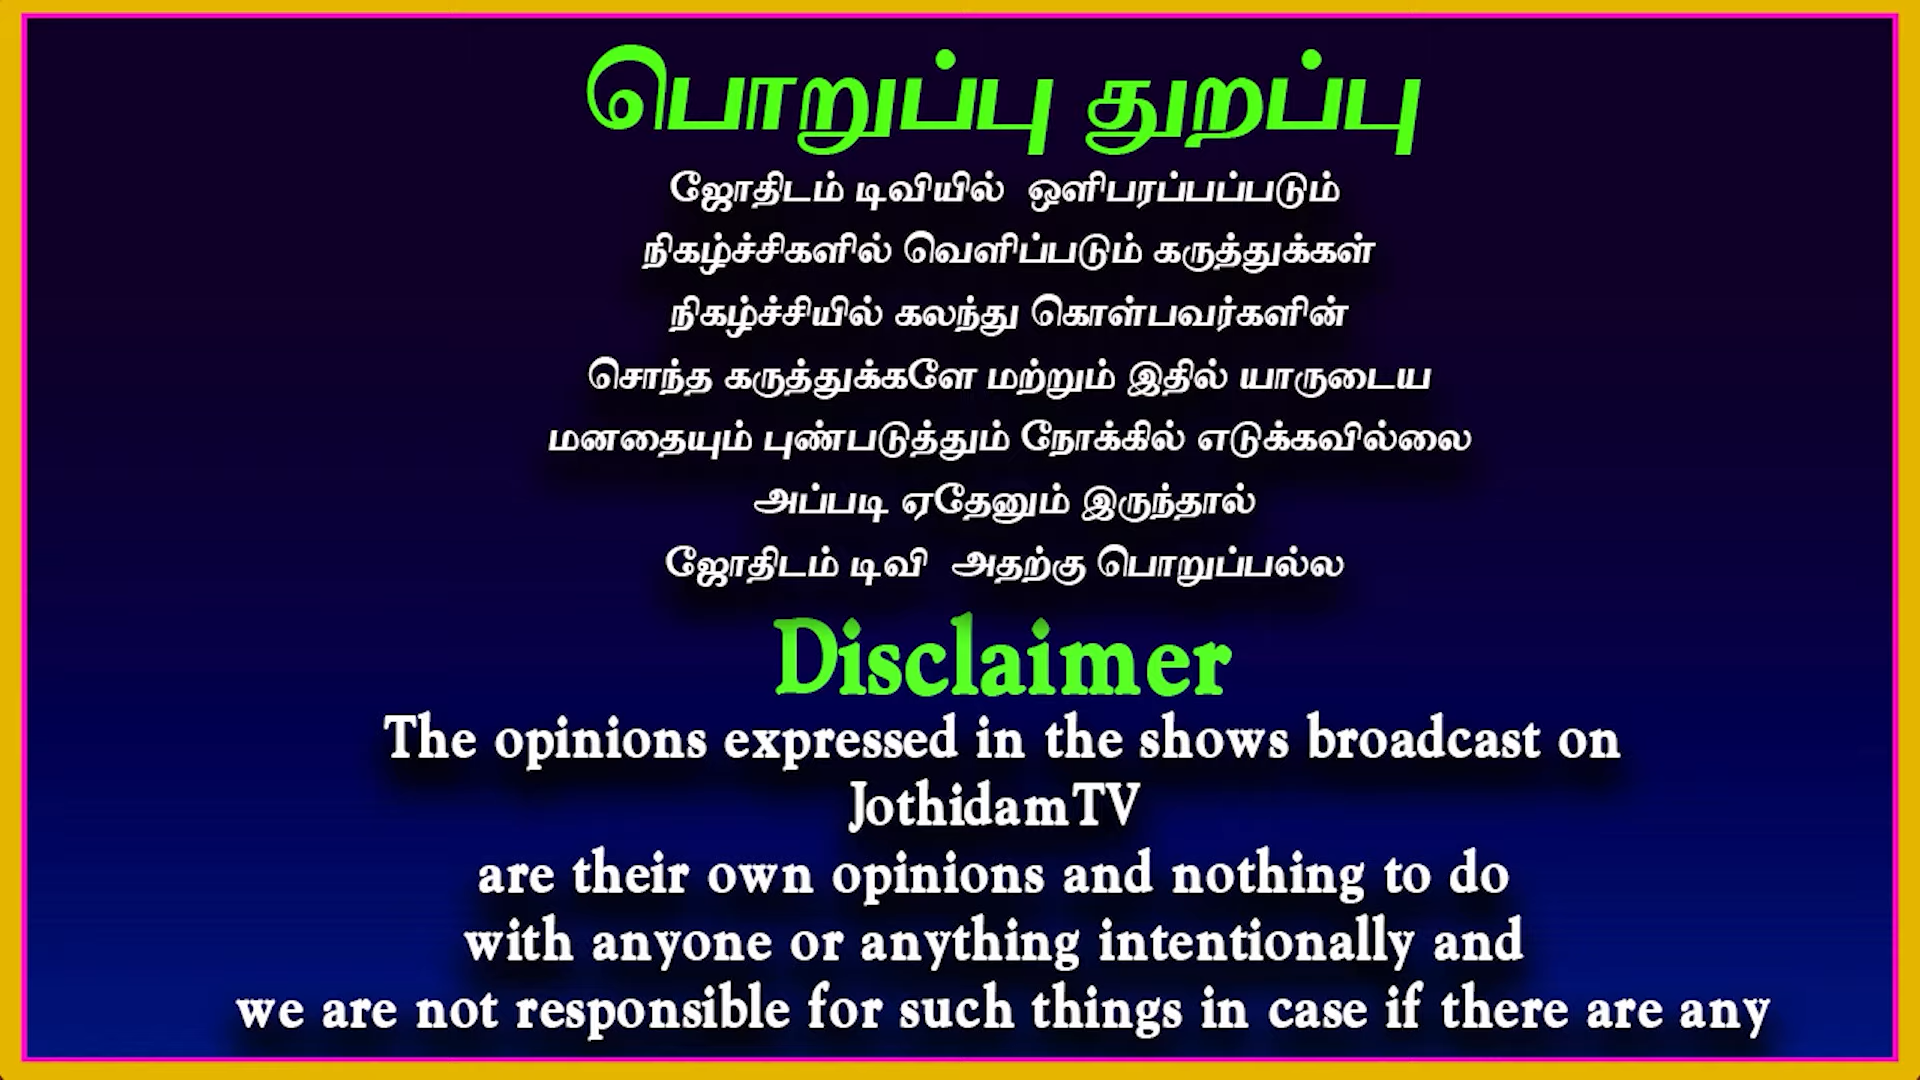 பொறுப்பு துறப்பு
ஜோதிடம் டிவியில் ஒளிபரப்பப்படும்
நிகழ்ச்சிகளில் வெளிப்படும் கருத்துக்கள்
நிகழ்ச்சியில் கலந்து கொள்பவர்களின்
சொந்த கருத்துக்களே மற்றும் இதில் யாருடைய
மனதையும் புண்படுத்தும் நோக்கில் எடுக்கவில்லை
அப்படி ஏதேனும் இருந்தால்
ஜோதிடம் டிவி அதற்கு பொறுப்பல்ல
Disclaimer
The opinions expressed in the shows broadcast on
JothidamTV
are their own opinions and nothing to do
with anyone or anything intentionally and
we are not responsible for such things in case if there are any